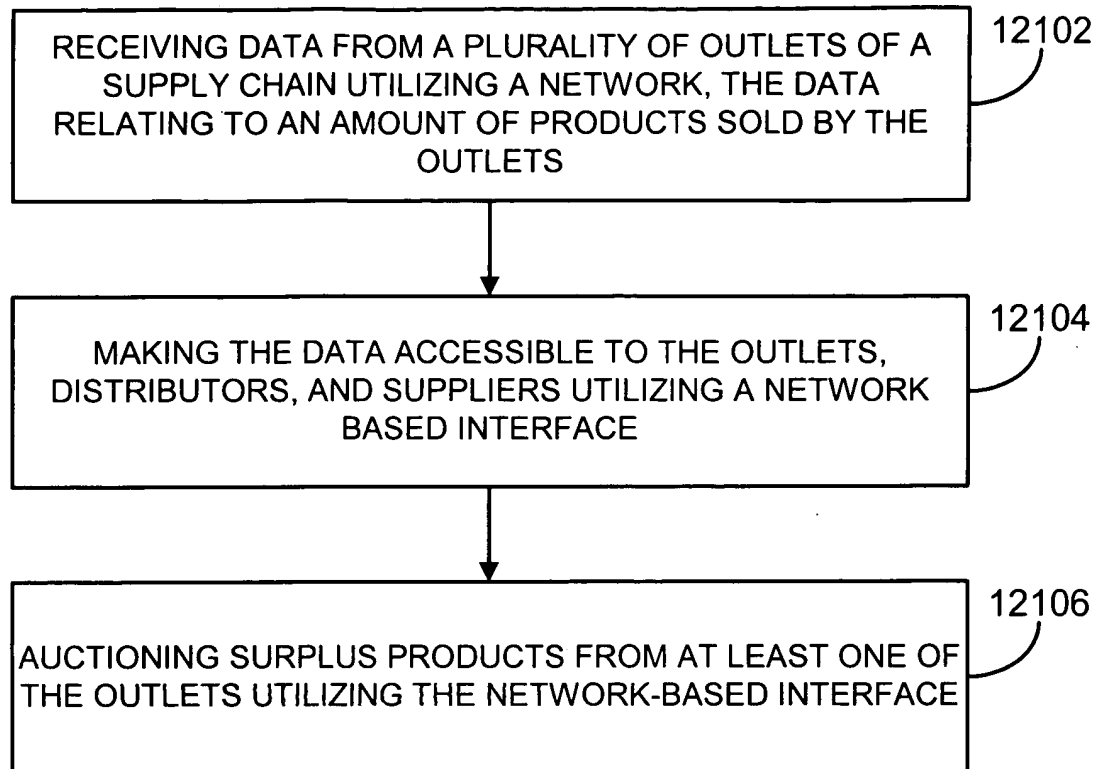 RECEIVING DATA FROM A PLURALITY OF OUTLETS OF A
SUPPLY CHAIN UTILIZING A NETWORK, THE DATA
RELATING TO AN AMOUNT OF PRODUCTS SOLD BY THE
OUTLETS
12102
MAKING THE DATA ACCESSIBLE TO THE OUTLETS,
DISTRIBUTORS, AND SUPPLIERS UTILIZING A NETWORK
BASED INTERFACE
12104
AUCTIONING SURPLUS PRODUCTS FROM AT LEAST ONE OF
THE OUTLETS UTILIZING THE NETWORK-BASED INTERFACE
12106